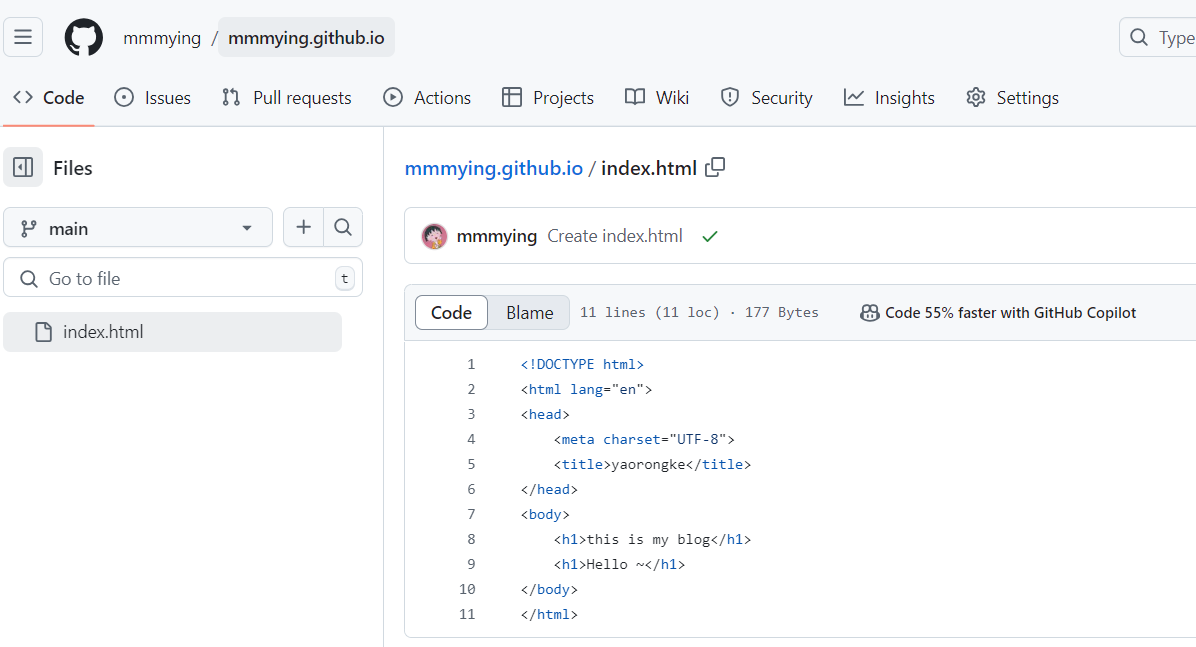 mmmying / mmmying.github.io
Type
Code Issues Pull requests Actions Projects Wiki Security Insights Settings
Files
main
Go to file t
index.html
mmmying.github.io / index.html
mmmying Create index.html
Code Blame 11 lines (11 loc) · 177 Bytes Code 55% faster with GitHub Copilot
1 <!DOCTYPE html>
2 <html lang="en">
3 <head>
4     <meta charset="UTF-8">
5     <title>yaorongke</title>
6 </head>
7 <body>
8     <h1>this is my blog</h1>
9     <h1>Hello ~</h1>
10 </body>
11 </html>